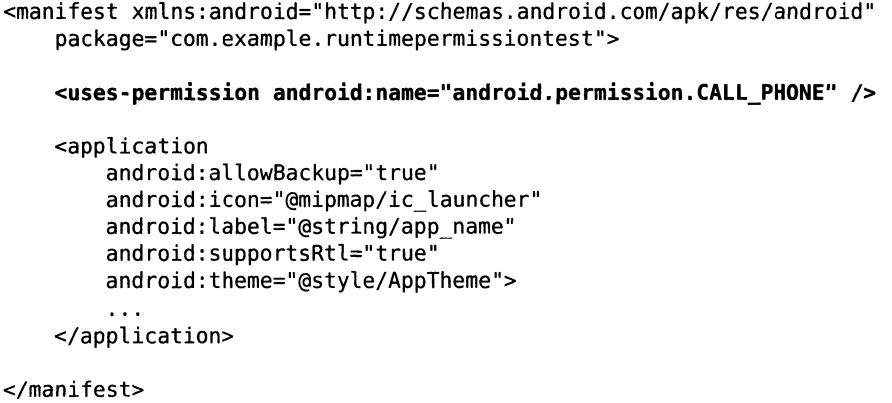 <manifest xmlns:android="http://schemas.android.com/apk/res/android"
    package="com.example.runtimepermissiontest">

    <uses-permission android:name="android.permission.CALL_PHONE" />

    <application
        android:allowBackup="true"
        android:icon="@mipmap/ic_launcher"
        android:label="@string/app_name"
        android:supportsRtl="true"
        android:theme="@style/AppTheme">
        ...
    </application>

</manifest>